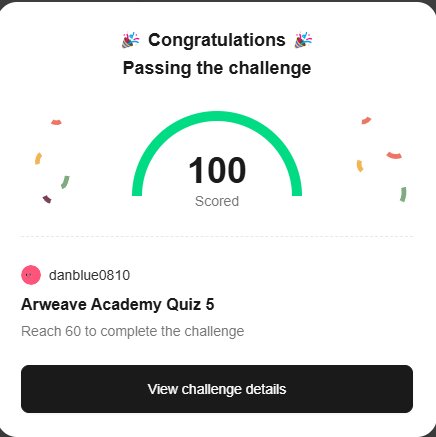 🎉 Congratulations 🎉
Passing the challenge
100
Scored
danblue0810
Arweave Academy Quiz 5
Reach 60 to complete the challenge
View challenge details